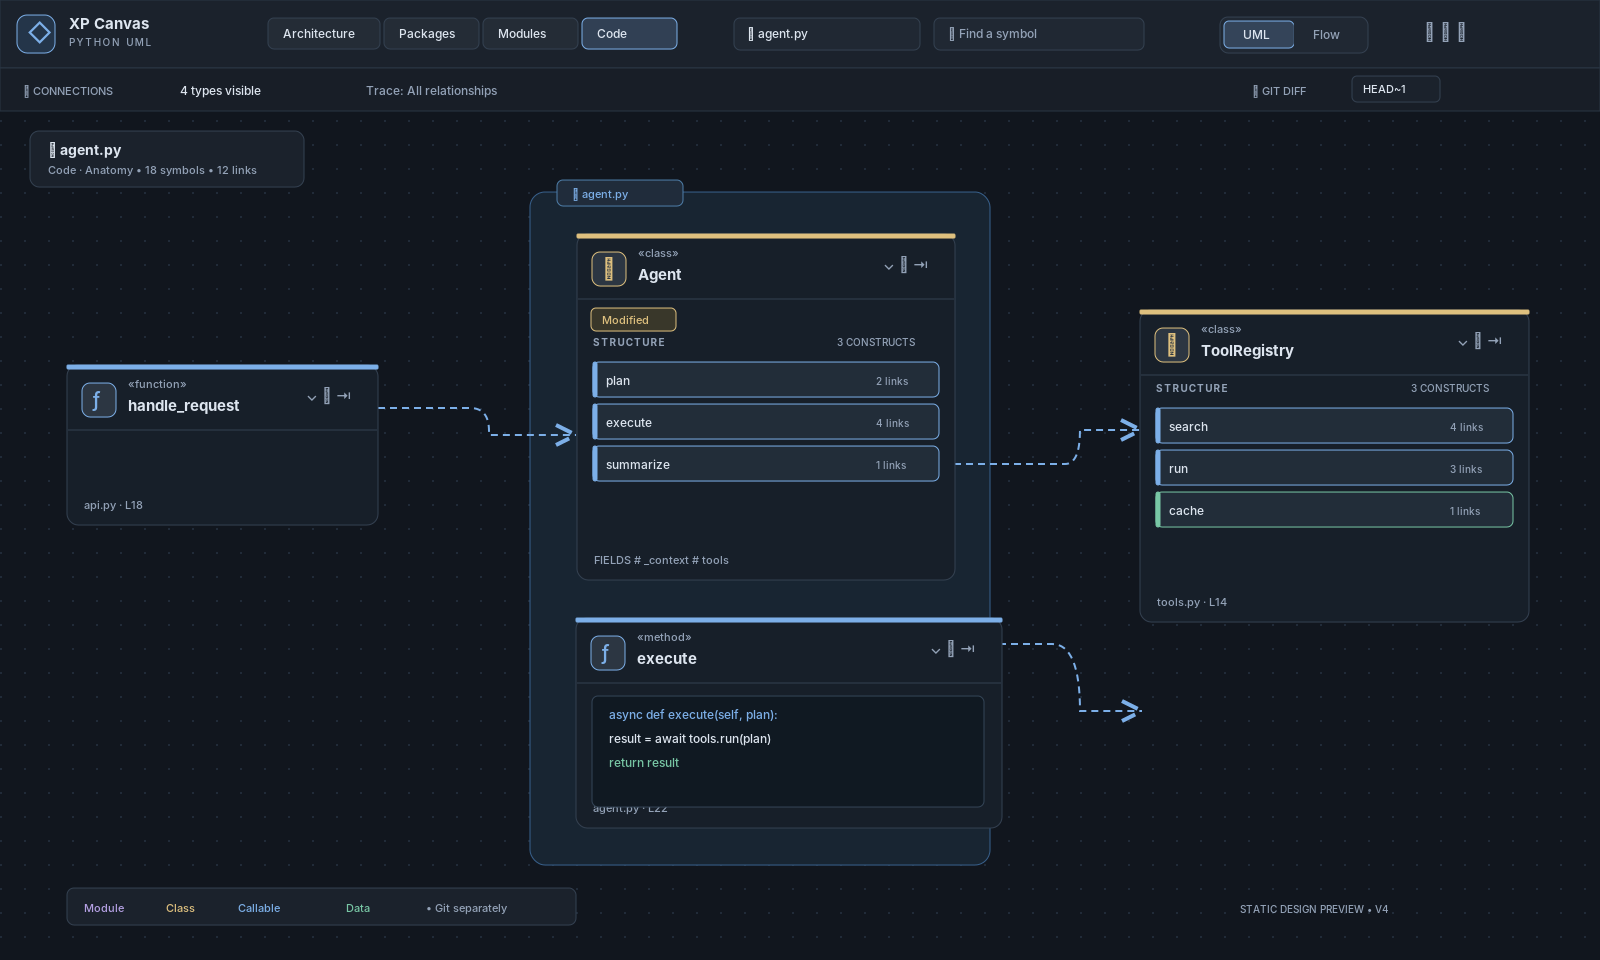 XP Canvas
PYTHON UML
Architecture
Packages
Modules
Code
agent.py
Find a symbol
UML
Flow
CONNECTIONS
4 types visible
Trace: All relationships
GIT DIFF
HEAD~1
agent.py
Code · Anatomy • 18 symbols • 12 links
agent.py
«class»
Agent
Modified
STRUCTURE
3 CONSTRUCTS
plan
2 links
execute
4 links
summarize
1 links
FIELDS # _context # tools
«function»
ƒ
handle_request
api.py · L18
«class»
ToolRegistry
STRUCTURE
3 CONSTRUCTS
search
4 links
run
3 links
cache
1 links
tools.py · L14
«method»
ƒ
execute
async def execute(self, plan):
result = await tools.run(plan)
return result
agent.py · L22
Module
Class
Callable
Data
• Git separately
STATIC DESIGN PREVIEW • V4